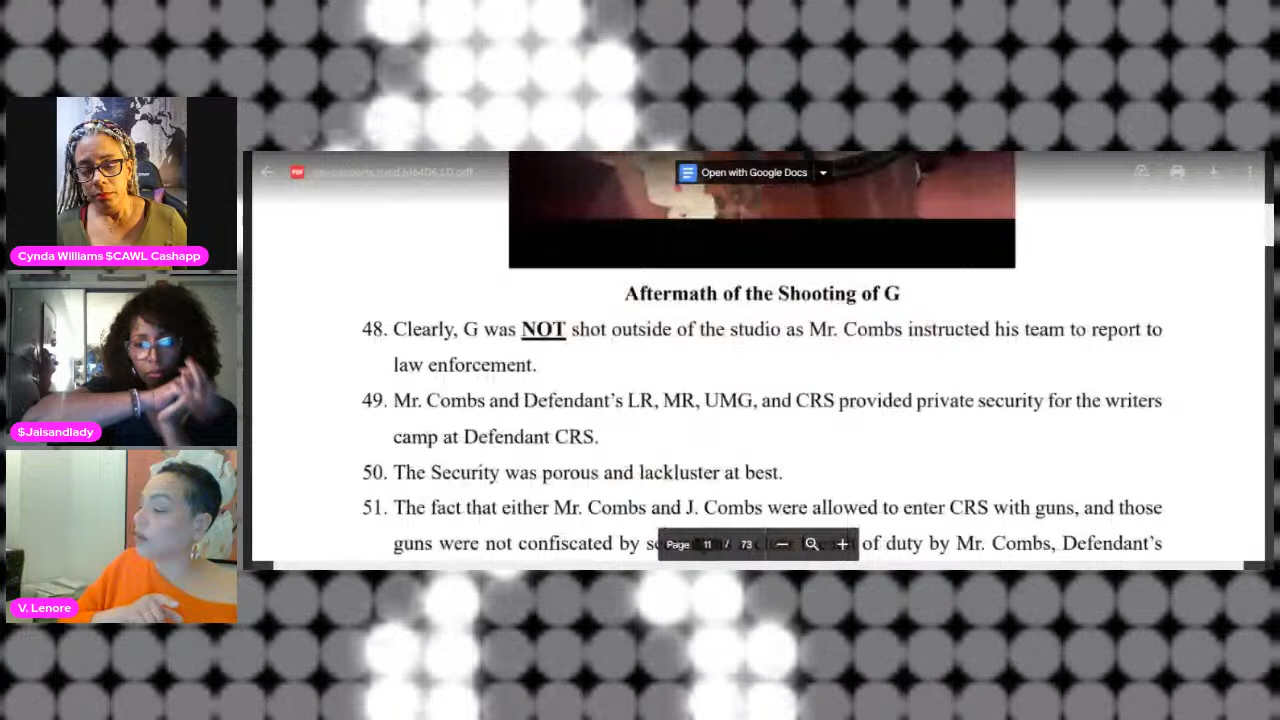 Cynda Williams $CAWL Cashapp
$Jaisandlady
V. Lenore
Open with Google Docs
Aftermath of the Shooting of G
48. Clearly, G was NOT shot outside of the studio as Mr. Combs instructed his team to report to
law enforcement.
49. Mr. Combs and Defendant's LR, MR, UMG, and CRS provided private security for the writers
camp at Defendant CRS.
50. The Security was porous and lackluster at best.
51. The fact that either Mr. Combs and J. Combs were allowed to enter CRS with guns, and those
guns were not confiscated by of duty by Mr. Combs, Defendant's
Page 11 / 73